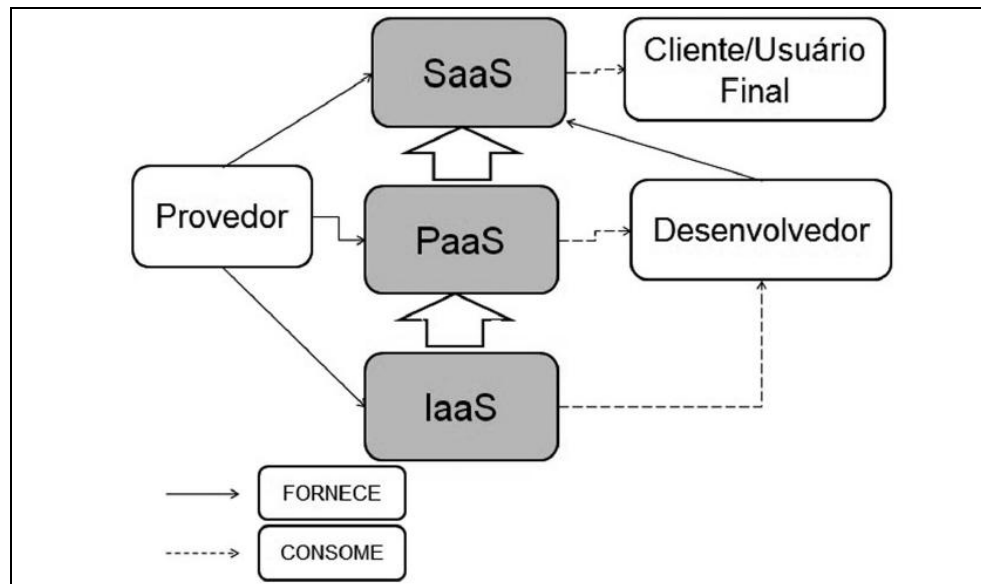 SaaS
Cliente/Usuário
Final
Provedor
PaaS
Desenvolvedor
IaaS
FORNECE
CONSOME